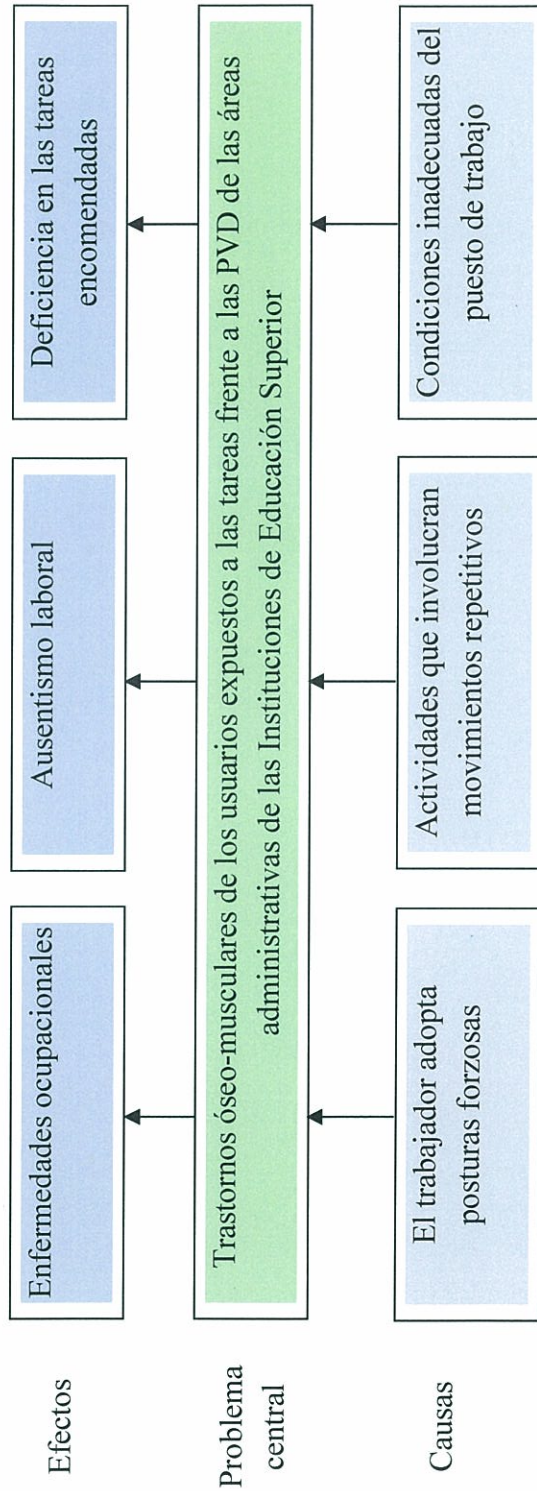 Efectos
Enfermedades ocupacionales
Ausentismo laboral
Deficiencia en las tareas
encomendadas
Problema
central
Trastornos óseo-musculares de los usuarios expuestos a las tareas frente a las PVD de las áreas
administrativas de las Instituciones de Educación Superior
Causas
El trabajador adopta
posturas forzosas
Actividades que involucran
movimientos repetitivos
Condiciones inadecuadas del
puesto de trabajo